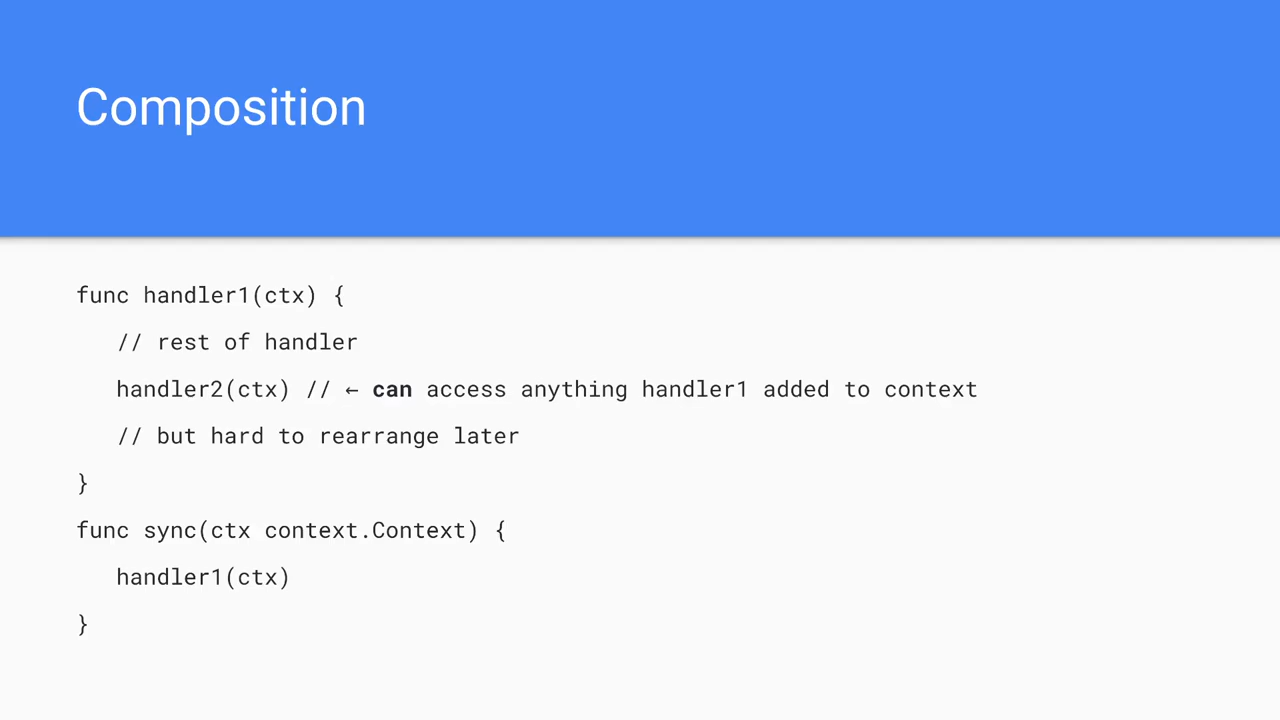 Composition
func handler1(ctx) {
// rest of handler
handler2(ctx) // ← can access anything handler1 added to context
// but hard to rearrange later
}
func sync(ctx context.Context) {
handler1(ctx)
}